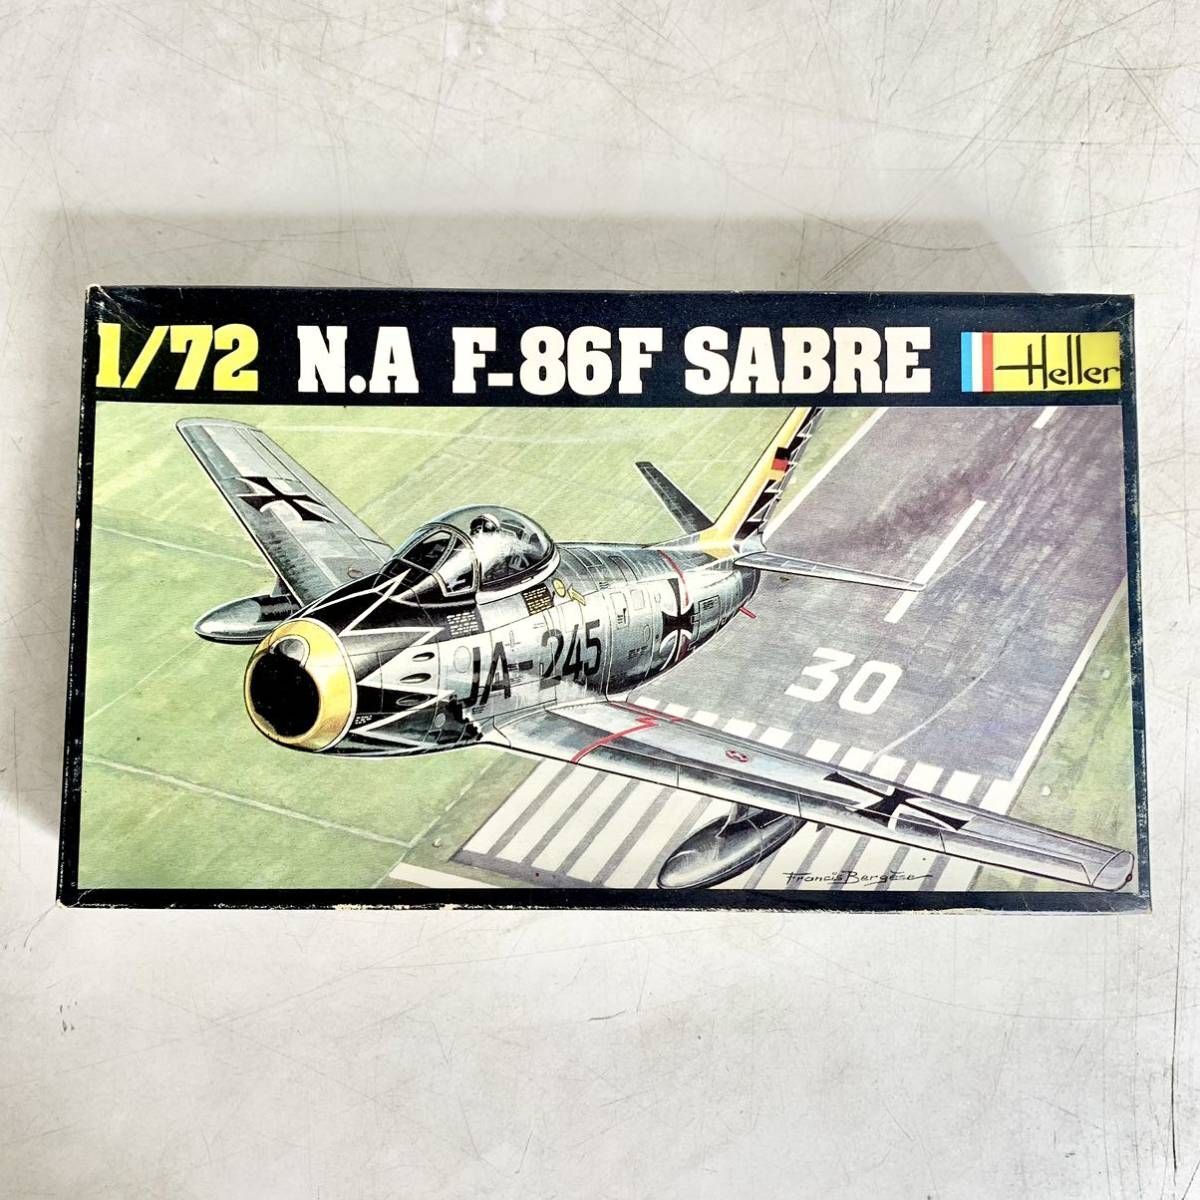 1/72 N.A F-86F SABRE Heller
JA-245
30
Francis Bergèse